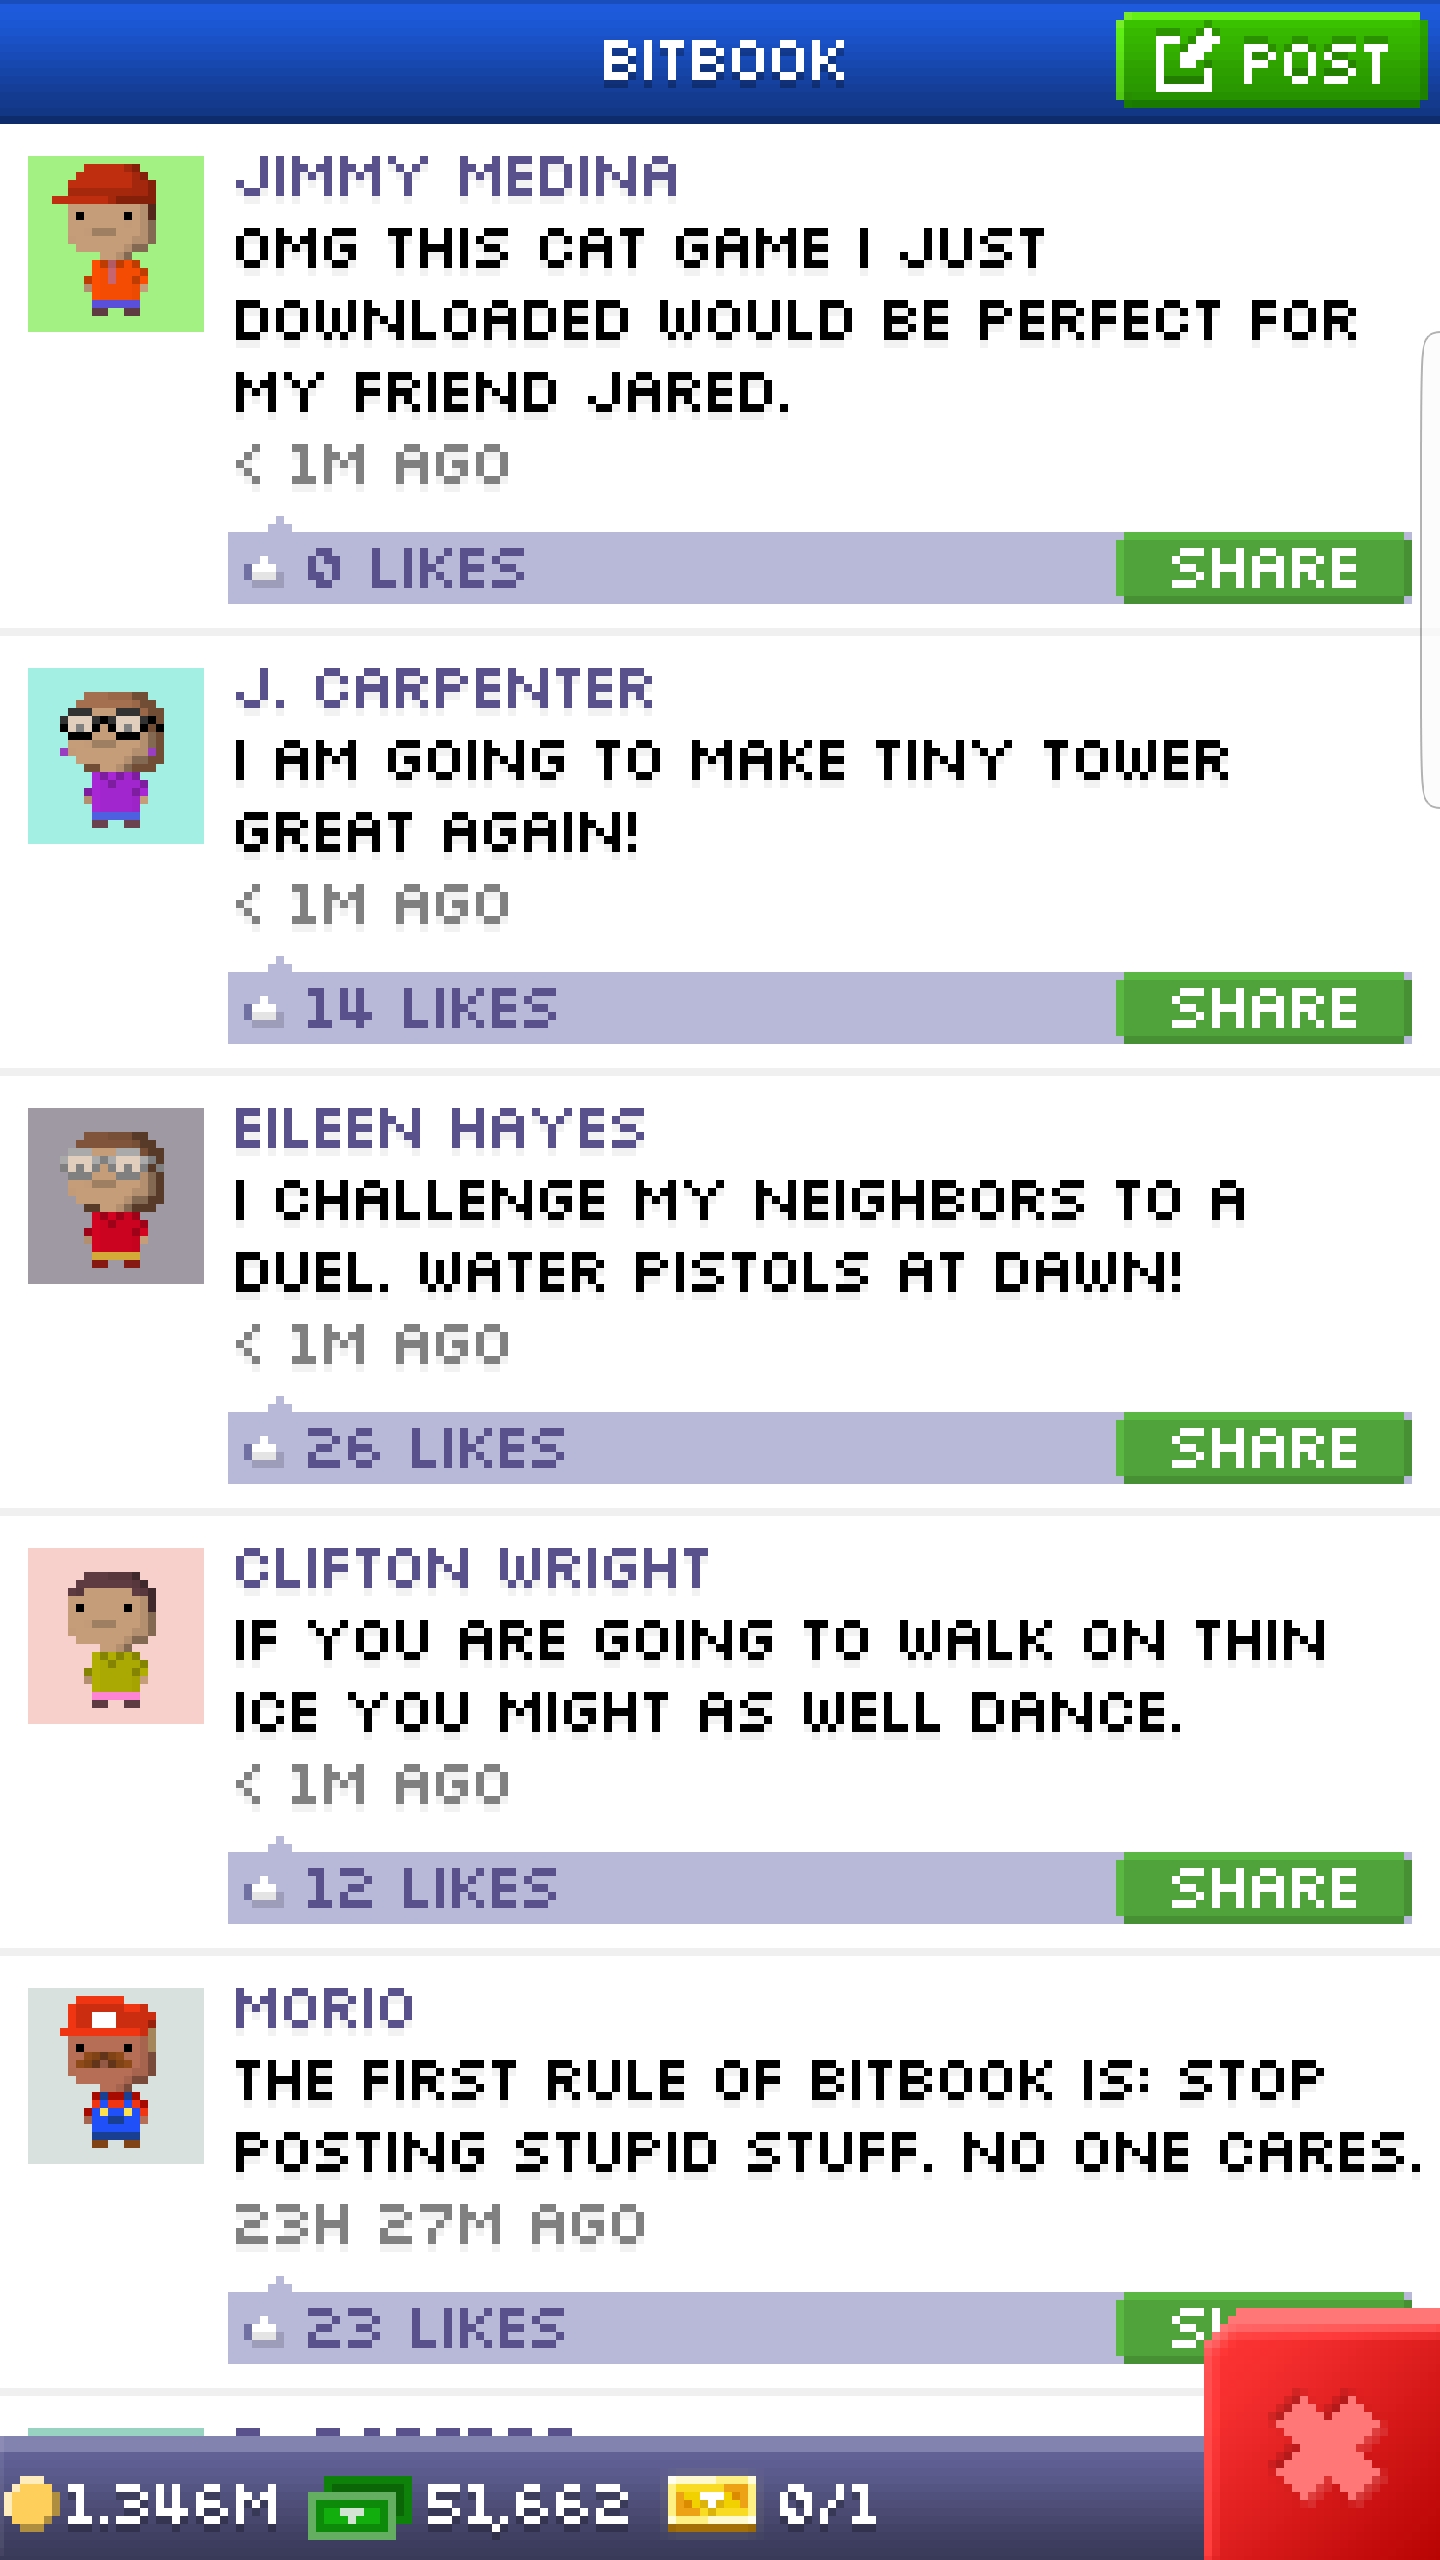 BITBOOK
POST
JIMMY MEDINA
OMG THIS CAT GAME I JUST
DOWNLOADED WOULD BE PERFECT FOR
MY FRIEND JARED.
< 1M AGO
0 LIKES
SHARE
J. CARPENTER
I AM GOING TO MAKE TINY TOWER
GREAT AGAIN!
< 1M AGO
14 LIKES
SHARE
EILEEN HAYES
I CHALLENGE MY NEIGHBORS TO A
DUEL. WATER PISTOLS AT DAWN!
< 1M AGO
26 LIKES
SHARE
CLIFTON WRIGHT
IF YOU ARE GOING TO WALK ON THIN
ICE YOU MIGHT AS WELL DANCE.
< 1M AGO
12 LIKES
SHARE
MORIO
THE FIRST RULE OF BITBOOK IS: STOP
POSTING STUPID STUFF. NO ONE CARES.
23H 27M AGO
23 LIKES
1.346M
51,662
0/1